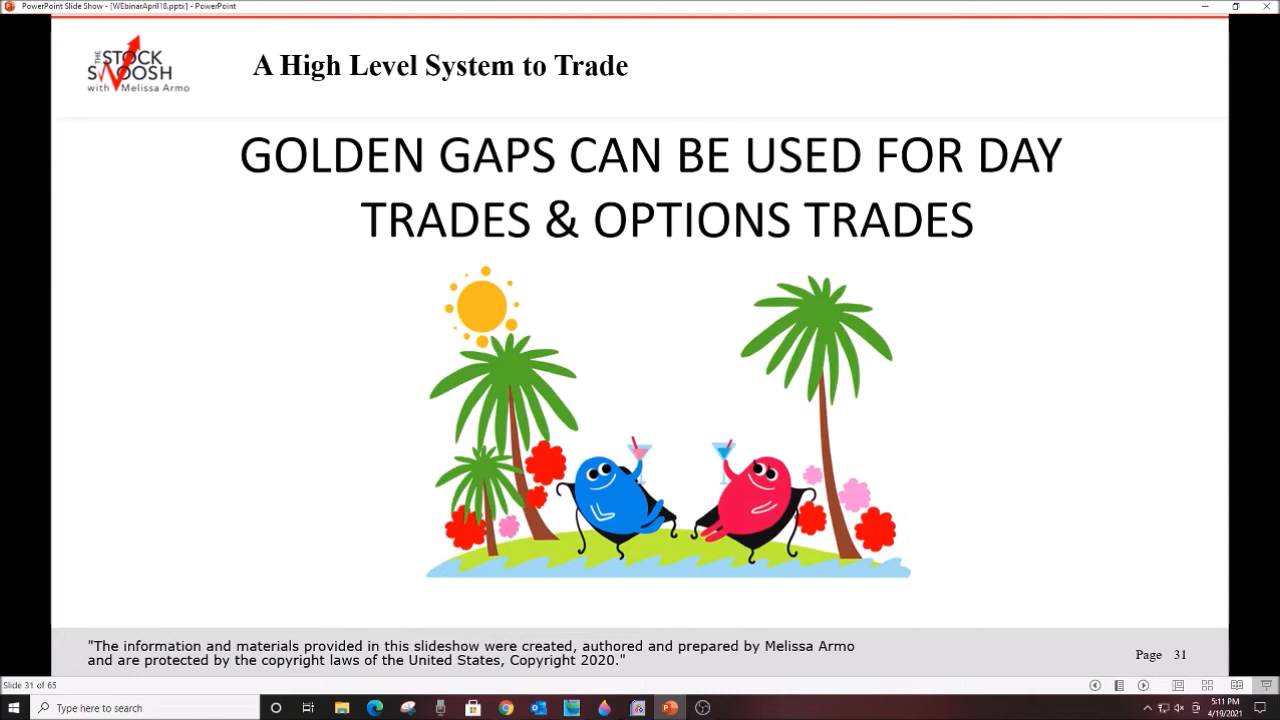 PowerPoint Slide Show - [WEbinarApril18.pptx] - PowerPoint
THE
STOCK
SWOOSH
with Melissa Armo
A High Level System to Trade
GOLDEN GAPS CAN BE USED FOR DAY
TRADES & OPTIONS TRADES
"The information and materials provided in this slideshow were created, authored and prepared by Melissa Armo
and are protected by the copyright laws of the United States, Copyright 2020."
Page 31
Slide 31 of 65
Type here to search
5:11 PM
4/19/2021